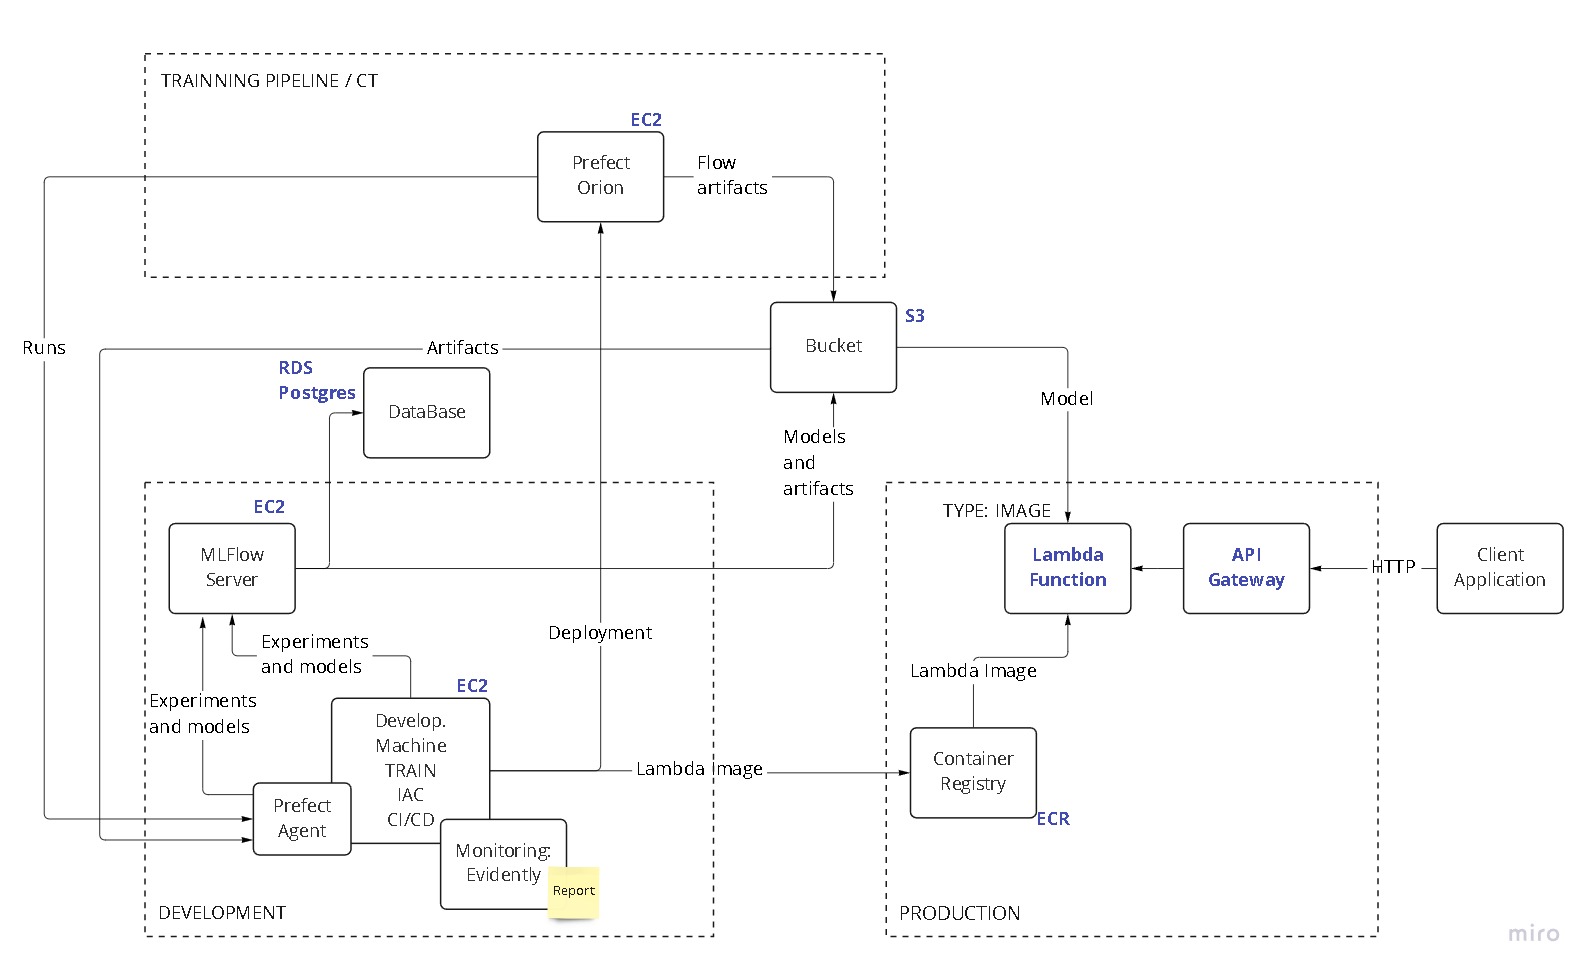 TRAINNING PIPELINE / CT
EC2
Prefect
Orion
Flow
artifacts
Runs
Artifacts
Bucket
S3
RDS
Postgres
DataBase
Model
Models
and
artifacts
EC2
MLFlow
Server
TYPE: IMAGE
Lambda
Function
API
Gateway
HTTP
Client
Application
Experiments
and models
Deployment
Experiments
and models
EC2
Develop.
Machine
TRAIN
IAC
CI/CD
Lambda Image
Lambda Image
Container
Registry
ECR
Prefect
Agent
Monitoring:
Evidently
Report
DEVELOPMENT
PRODUCTION
miro